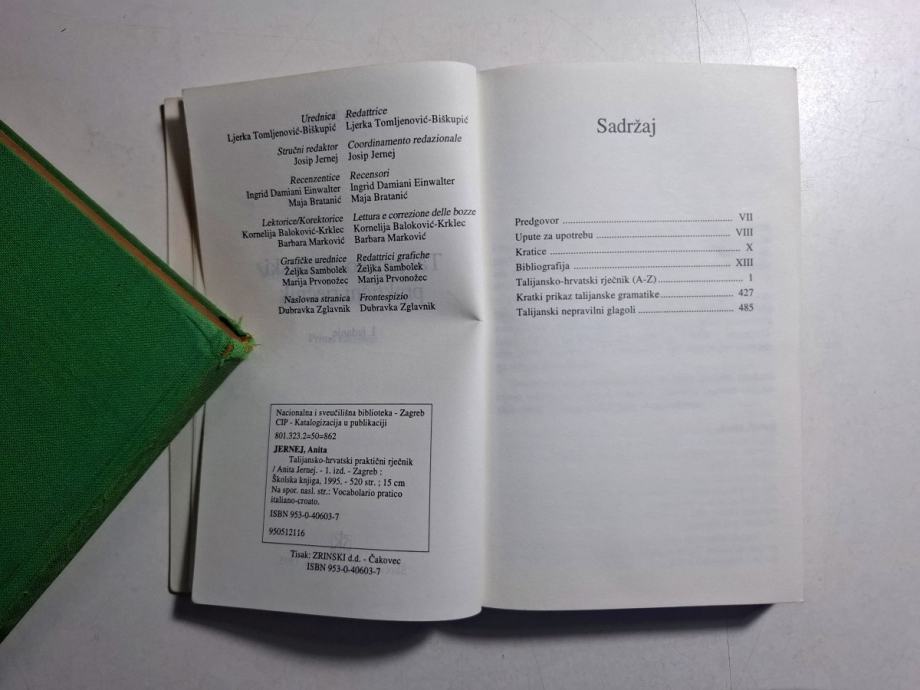 Urednica Redattrice
Ljerka Tomljenović-Biškupić Ljerka Tomljenović-Biškupić
Stručni redaktor Coordinamento redazionale
Josip Jernej Josip Jernej
Recenzentice Recensori
Ingrid Damiani Einwalter Ingrid Damiani Einwalter
Maja Bratanić Maja Bratanić
Lektorice/Korektorice Lettura e correzione delle bozze
Kornelija Baloković-Krklec Kornelija Baloković-Krklec
Barbara Marković Barbara Marković
Grafičke urednice Redattrici grafiche
Željka Sambolek Željka Sambolek
Marija Prvonožec Marija Prvonožec
Naslovna stranica Frontespizio
Dubravka Zglavnik Dubravka Zglavnik
Nacionalna i sveučilišna biblioteka - Zagreb
CIP - Katalogizacija u publikaciji
801.323.2=50=862
JERNEJ, Anita
Talijansko-hrvatski praktični rječnik
/ Anita Jernej. - 1. izd. - Zagreb :
Školska knjiga, 1995. - 520 str. ; 15 cm
Na spor. nasl. str.: Vocabolario pratico
italiano-croato.
ISBN 953-0-40603-7
950512116
Tisak: ZRINSKI d.d. - Čakovec
ISBN 953-0-40603-7
Sadržaj
Predgovor ........ VII
Upute za upotrebu ........ VIII
Kratice ........ X
Bibliografija ........ XIII
Talijansko-hrvatski rječnik (A-Z) ........ 1
Kratki prikaz talijanske gramatike ........ 427
Talijanski nepravilni glagoli ........ 485